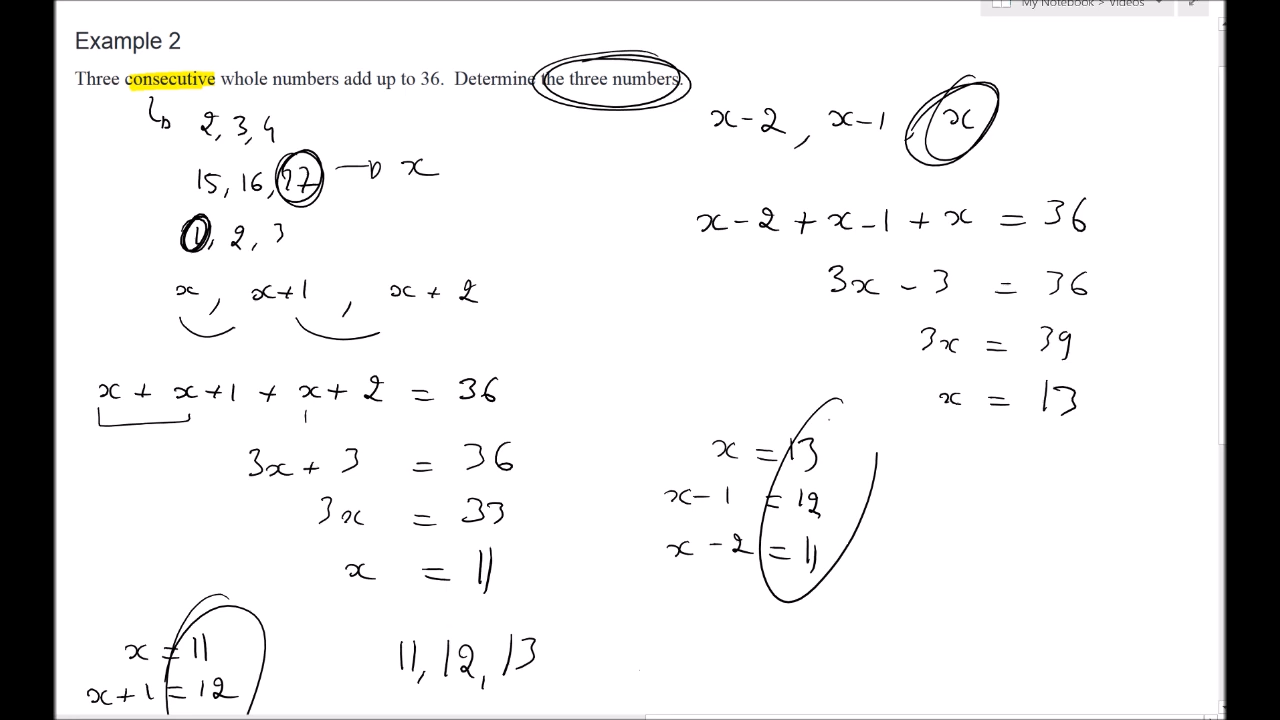 My Notebook > Videos
Example 2
Three consecutive whole numbers add up to 36. Determine the three numbers.
2, 3, 4
15, 16, 17 → x
1, 2, 3
x, x+1, x+2
x + x+1 + x+2 = 36
3x + 3 = 36
3x = 33
x = 11
x = 11
x+1 = 12
11, 12, 13
x-2, x-1, x
x-2 + x-1 + x = 36
3x - 3 = 36
3x = 39
x = 13
x = 13
x-1 = 12
x-2 = 11